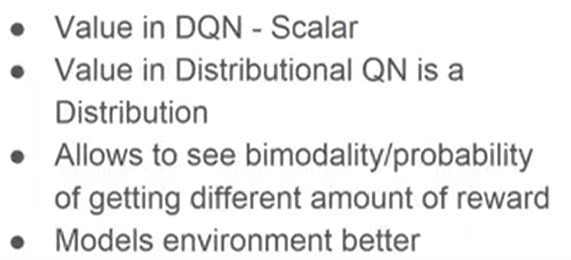 • Value in DQN - Scalar
• Value in Distributional QN is a
Distribution
• Allows to see bimodality/probability
of getting different amount of reward
• Models environment better